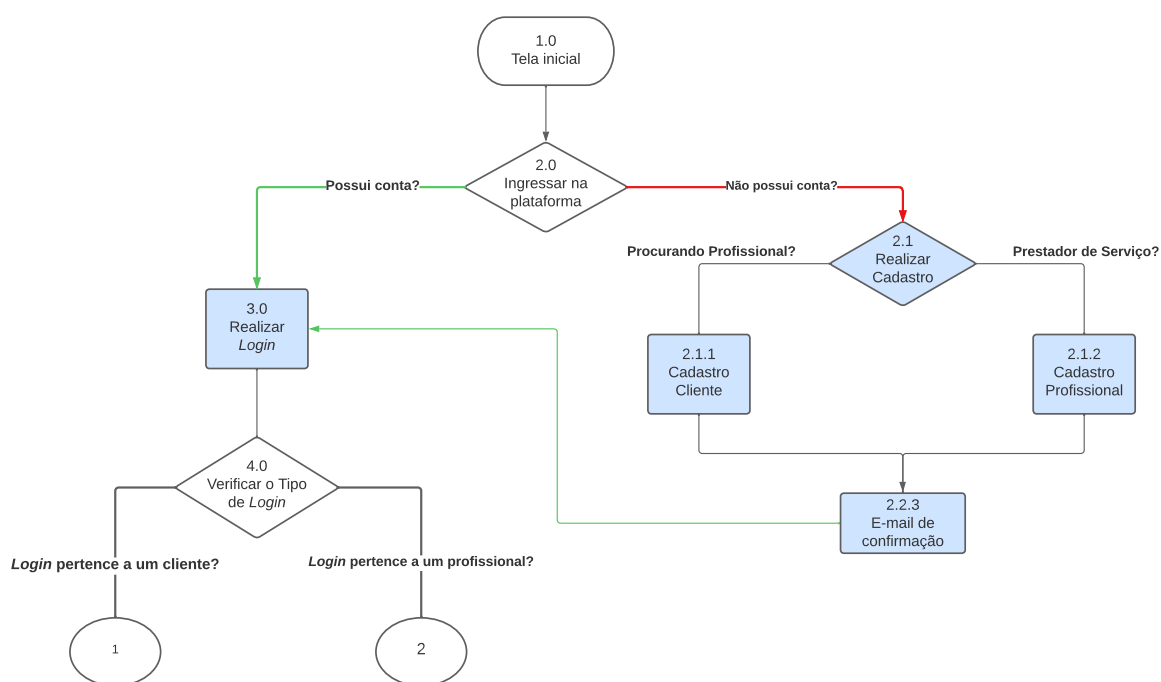 1.0
Tela inicial
2.0
Ingressar na
plataforma
Possui conta?
Não possui conta?
2.1
Realizar
Cadastro
Procurando Profissional?
Prestador de Serviço?
3.0
Realizar
Login
2.1.1
Cadastro
Cliente
2.1.2
Cadastro
Profissional
4.0
Verificar o Tipo
de Login
2.2.3
E-mail de
confirmação
Login pertence a um cliente?
Login pertence a um profissional?
1
2